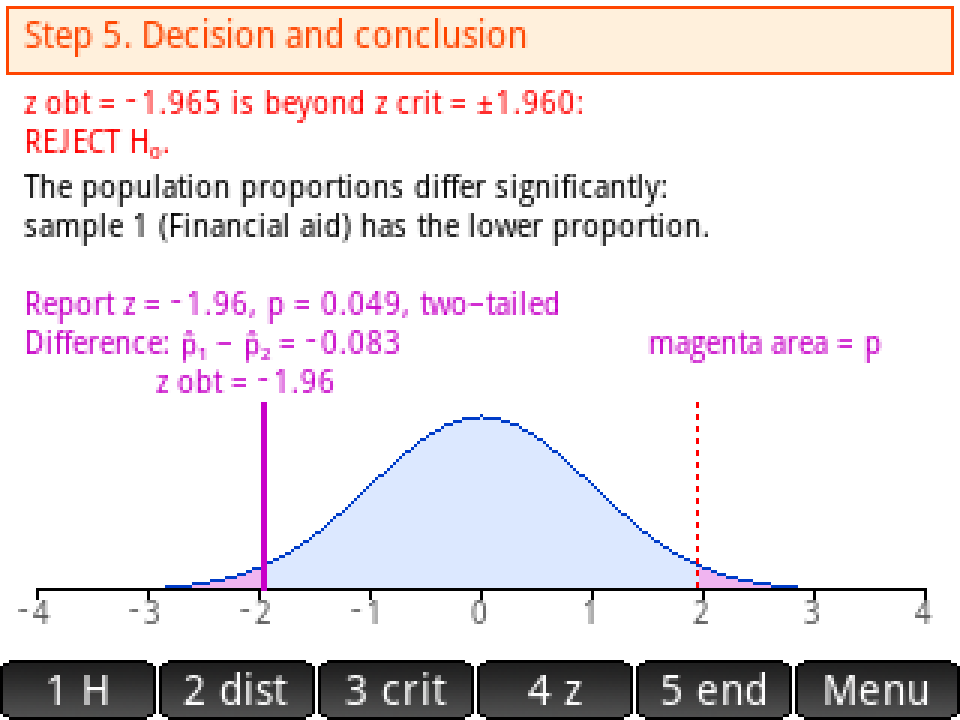 Step 5. Decision and conclusion
z obt = -1.965 is beyond z crit = ±1.960:
REJECT H₀.
The population proportions differ significantly:
sample 1 (Financial aid) has the lower proportion.
Report z = -1.96, p = 0.049, two-tailed
Difference: p̂₁ − p̂₂ = -0.083
magenta area = p
z obt = -1.96
-4 -3 -2 -1 0 1 2 3 4
1 H 2 dist 3 crit 4 z 5 end Menu